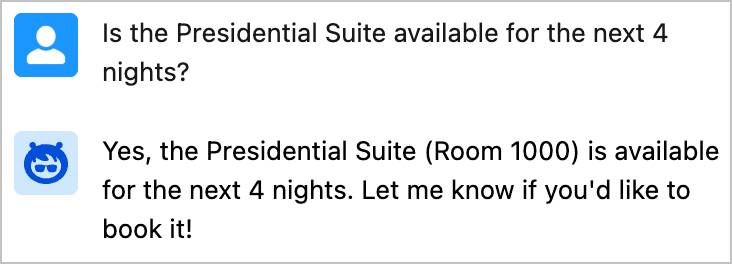 Is the Presidential Suite available for the next 4
nights?
Yes, the Presidential Suite (Room 1000) is available
for the next 4 nights. Let me know if you'd like to
book it!